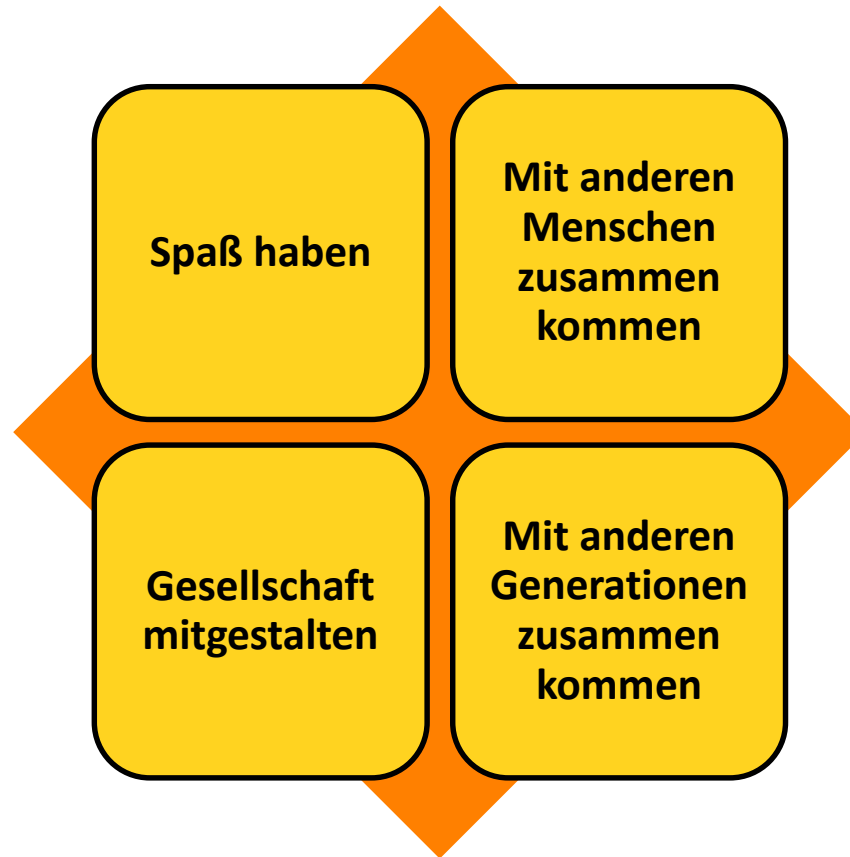 Spaß haben
Mit anderen
Menschen
zusammen
kommen
Gesellschaft
mitgestalten
Mit anderen
Generationen
zusammen
kommen